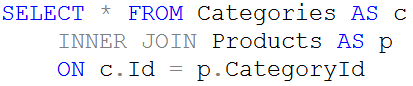 SELECT * FROM Categories AS c
INNER JOIN Products AS p
ON c.Id = p.CategoryId